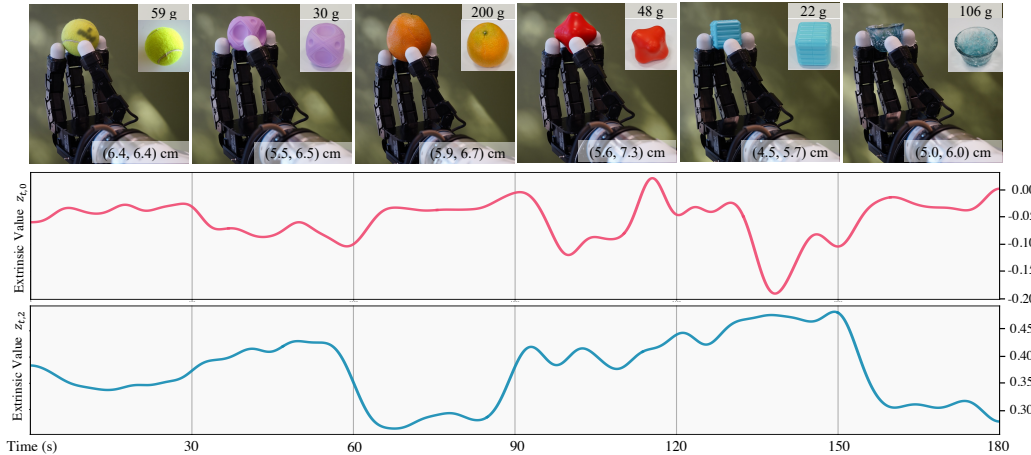 59 g
30 g
200 g
48 g
22 g
106 g
(6.4, 6.4) cm
(5.5, 6.5) cm
(5.9, 6.7) cm
(5.6, 7.3) cm
(4.5, 5.7) cm
(5.0, 6.0) cm
Extrinsic Value z_{t,0}
0.00
-0.05
-0.10
-0.15
-0.20
Extrinsic Value z_{t,2}
0.45
0.40
0.35
0.30
Time (s)
30
60
90
120
150
180